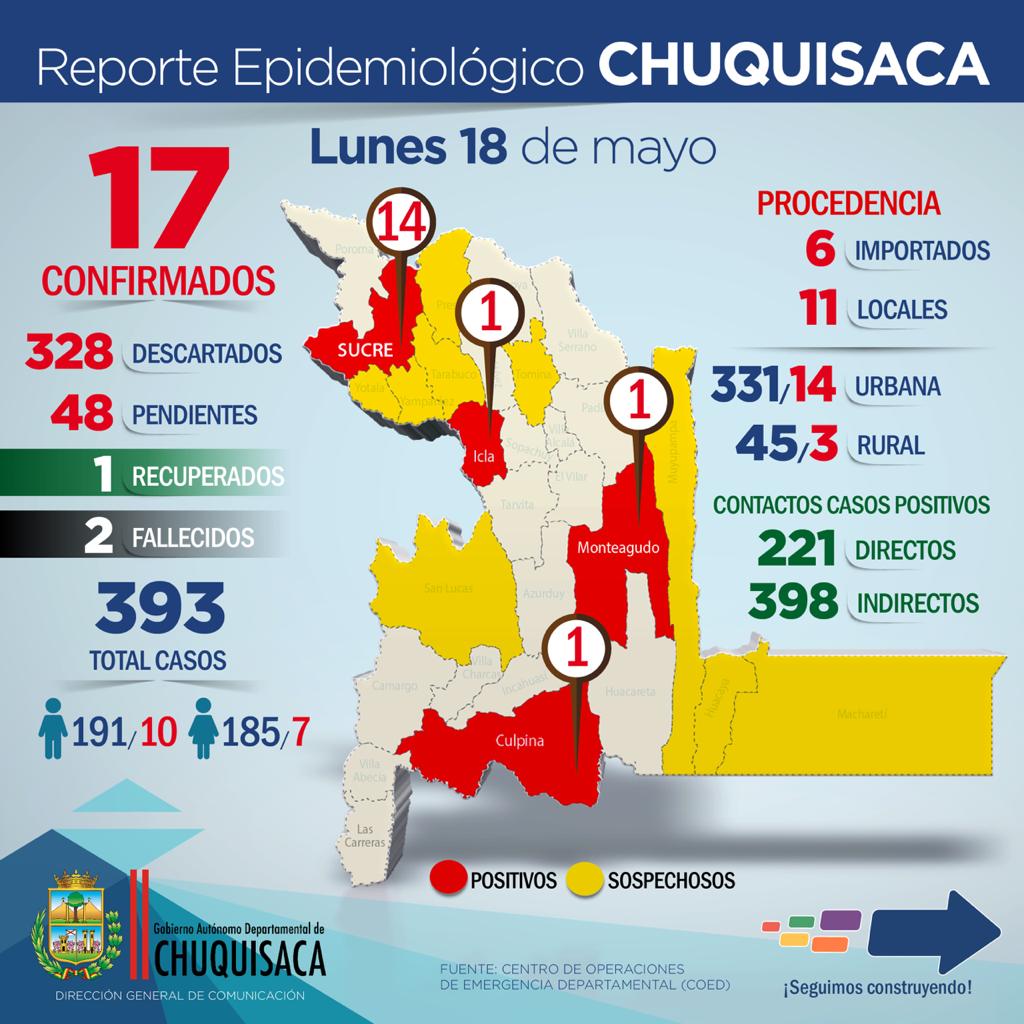 Reporte Epidemiológico CHUQUISACA
Lunes 18 de mayo
17
CONFIRMADOS
328 DESCARTADOS
48 PENDIENTES
1 RECUPERADOS
2 FALLECIDOS
393
TOTAL CASOS
191/10 185/7
PROCEDENCIA
6 IMPORTADOS
11 LOCALES
331/14 URBANA
45/3 RURAL
CONTACTOS CASOS POSITIVOS
221 DIRECTOS
398 INDIRECTOS
14
1
1
1
Poroma
SUCRE
Yotala
Tarabuco
Tomina
Villa
Serrano
Icla
Sopachuy
Villa
Alcalá
El Vilar
Tarvita
Muyupampa
Monteagudo
San Lucas
Azurduy
Camargo
Villa
Charcas
Incahuasi
Huacareta
Huacaya
Machareti
Culpina
Villa
Abecia
Las
Carreras
POSITIVOS SOSPECHOSOS
Gobierno Autónomo Departamental de
CHUQUISACA
DIRECCIÓN GENERAL DE COMUNICACIÓN
FUENTE: CENTRO DE OPERACIONES
DE EMERGENCIA DEPARTAMENTAL (COED)
¡Seguimos construyendo!